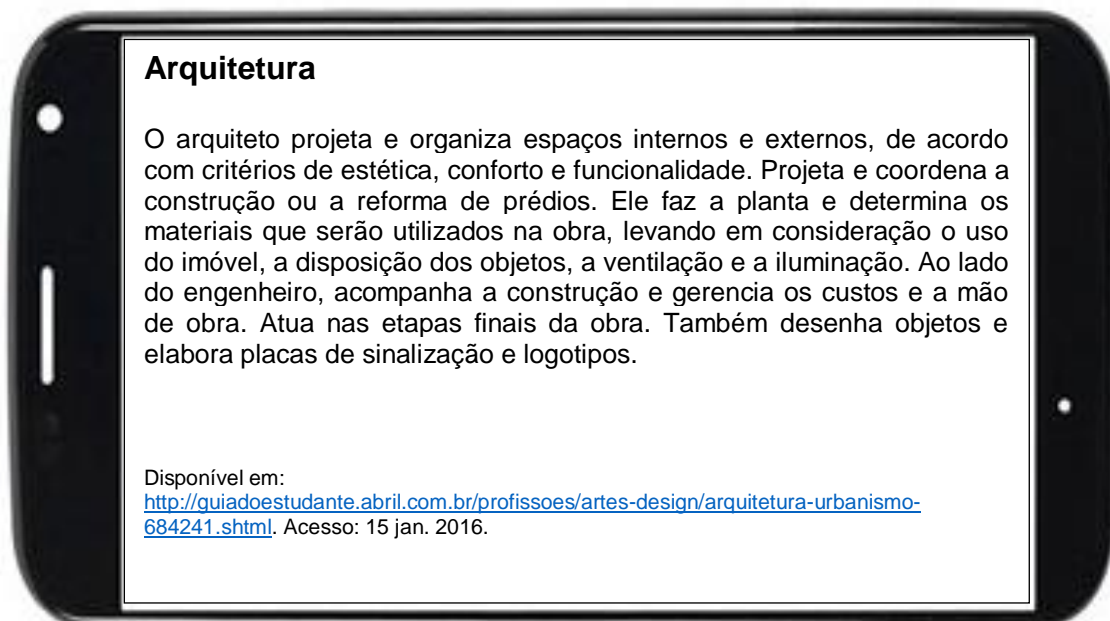 Arquitetura
O arquiteto projeta e organiza espaços internos e externos, de acordo
com critérios de estética, conforto e funcionalidade. Projeta e coordena a
construção ou a reforma de prédios. Ele faz a planta e determina os
materiais que serão utilizados na obra, levando em consideração o uso
do imóvel, a disposição dos objetos, a ventilação e a iluminação. Ao lado
do engenheiro, acompanha a construção e gerencia os custos e a mão
de obra. Atua nas etapas finais da obra. Também desenha objetos e
elabora placas de sinalização e logotipos.
Disponível em:
http://guiadoestudante.abril.com.br/profissoes/artes-design/arquitetura-urbanismo-
684241.shtml. Acesso: 15 jan. 2016.